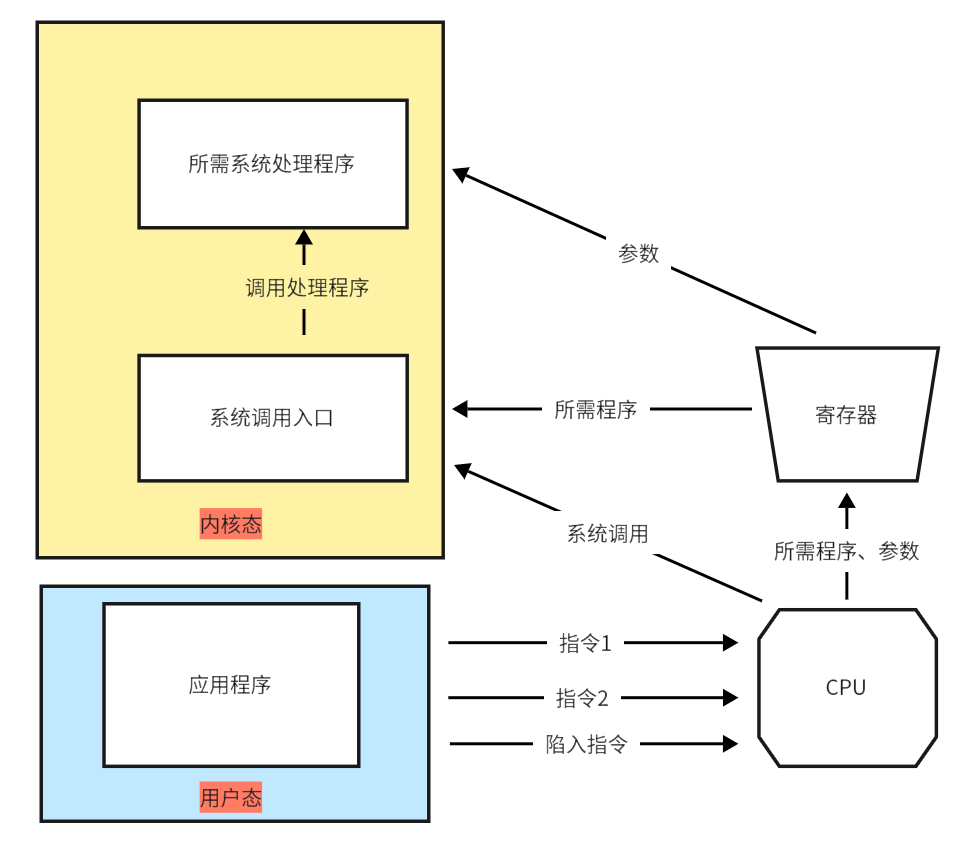 所需系统处理程序
参数
调用处理程序
系统调用入口
所需程序
寄存器
内核态
系统调用
所需程序、参数
应用程序
指令1
指令2
陷入指令
CPU
用户态